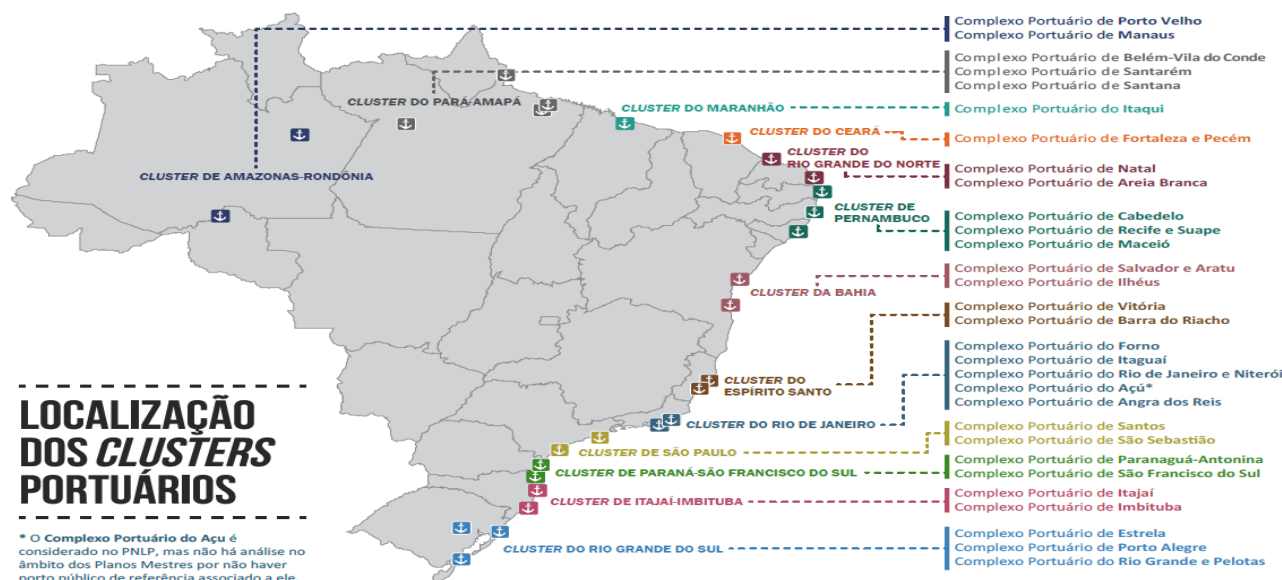 Complexo Portuário de Porto Velho
Complexo Portuário de Manaus
Complexo Portuário de Belém-Vila do Conde
Complexo Portuário de Santarém
Complexo Portuário de Santana
CLUSTER DO PARÁ-AMAPÁ
CLUSTER DO MARANHÃO
Complexo Portuário do Itaqui
CLUSTER DO CEARÁ
Complexo Portuário de Fortaleza e Pecém
CLUSTER DO
RIO GRANDE DO NORTE
Complexo Portuário de Natal
Complexo Portuário de Areia Branca
CLUSTER DE AMAZONAS-RONDÔNIA
CLUSTER DE
PERNAMBUCO
Complexo Portuário de Cabedelo
Complexo Portuário de Recife e Suape
Complexo Portuário de Maceió
CLUSTER DA BAHIA
Complexo Portuário de Salvador e Aratu
Complexo Portuário de Ilhéus
Complexo Portuário de Vitória
Complexo Portuário de Barra do Riacho
CLUSTER DO
ESPÍRITO SANTO
Complexo Portuário do Forno
Complexo Portuário de Itaguaí
Complexo Portuário do Rio de Janeiro e Niterói
Complexo Portuário do Açú*
Complexo Portuário de Angra dos Reis
CLUSTER DO RIO DE JANEIRO
Complexo Portuário de Santos
Complexo Portuário de São Sebastião
CLUSTER DE SÃO PAULO
Complexo Portuário de Paranaguá-Antonina
Complexo Portuário de São Francisco do Sul
CLUSTER DE PARANÁ-SÃO FRANCISCO DO SUL
Complexo Portuário de Itajaí
Complexo Portuário de Imbituba
CLUSTER DE ITAJAÍ-IMBITUBA
Complexo Portuário de Estrela
Complexo Portuário de Porto Alegre
Complexo Portuário do Rio Grande e Pelotas
CLUSTER DO RIO GRANDE DO SUL
LOCALIZAÇÃO
DOS CLUSTERS
PORTUÁRIOS
* O Complexo Portuário do Açu é
considerado no PNLP, mas não há análise no
âmbito dos Planos Mestres por não haver
porto público de referência associado a ele